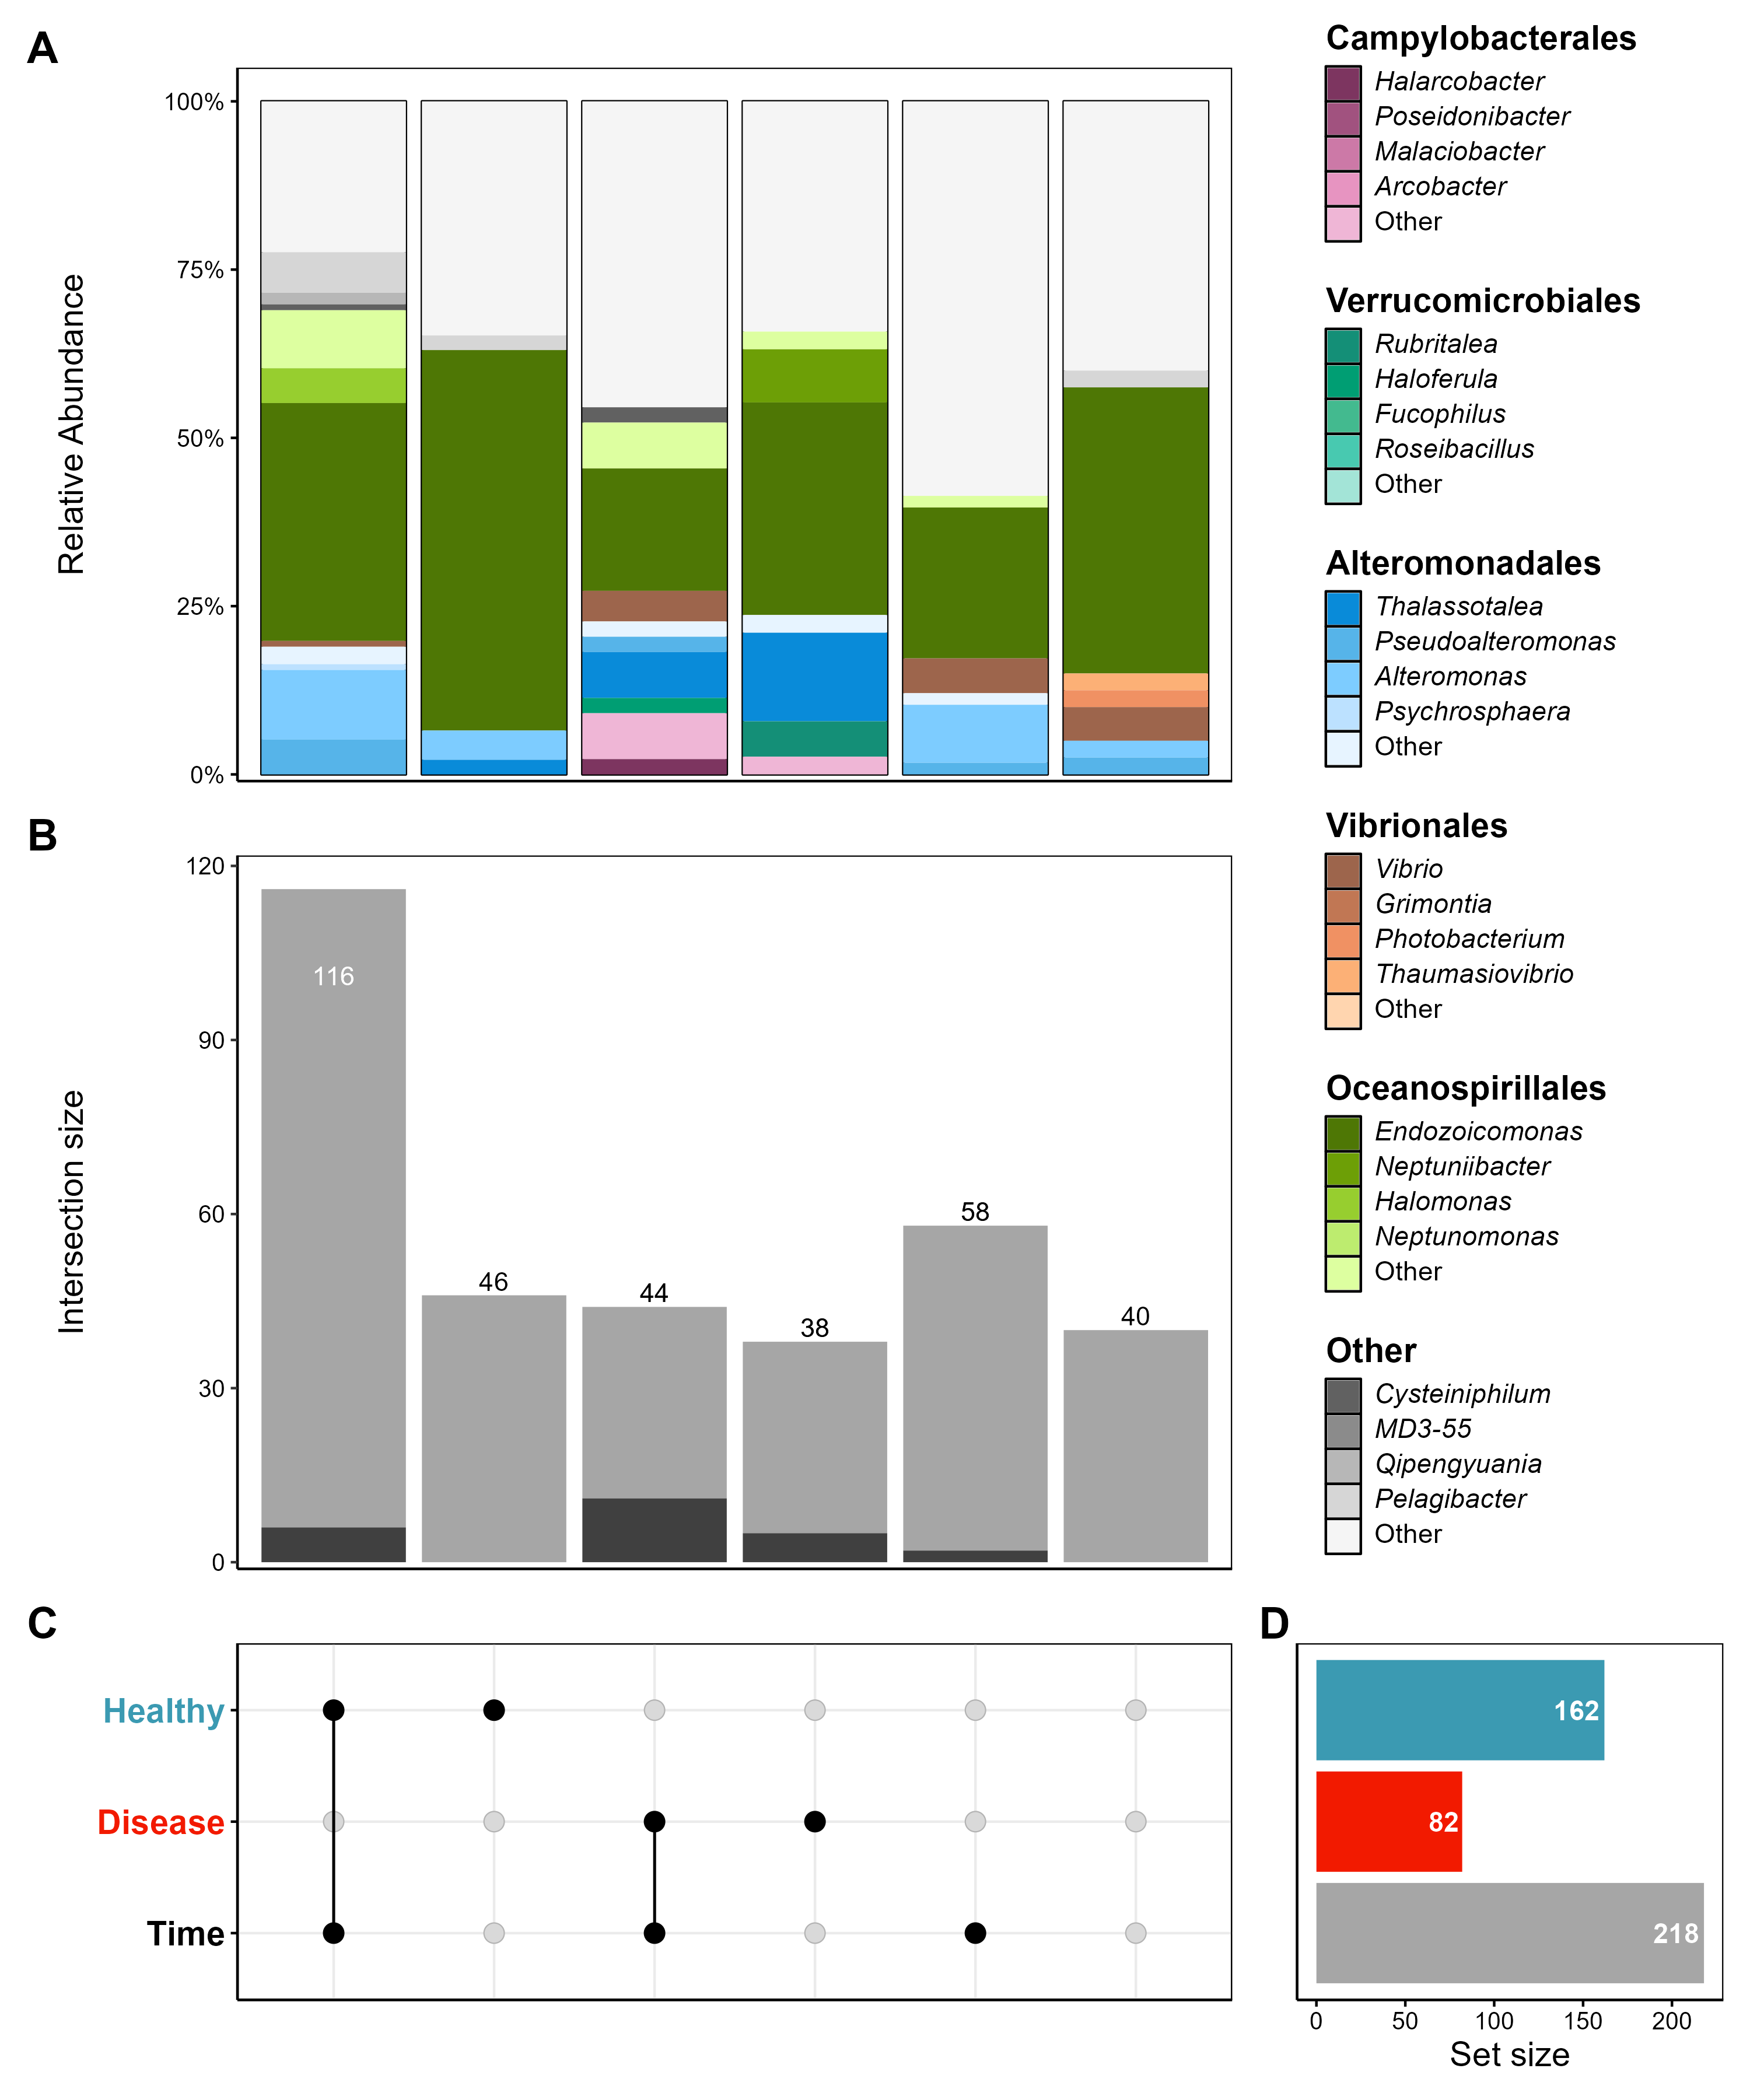 A
Relative Abundance
100%
75%
50%
25%
0%
Campylobacterales
Halarcobacter
Poseidonibacter
Malaciobacter
Arcobacter
Other
Verrucomicrobiales
Rubritalea
Haloferula
Fucophilus
Roseibacillus
Other
Alteromonadales
Thalassotalea
Pseudoalteromonas
Alteromonas
Psychrosphaera
Other
Vibrionales
Vibrio
Grimontia
Photobacterium
Thaumasiovibrio
Other
Oceanospirillales
Endozoicomonas
Neptuniibacter
Halomonas
Neptunomonas
Other
Other
Cysteiniphilum
MD3-55
Qipengyuania
Pelagibacter
Other
B
Intersection size
120
90
60
30
0
116
46
44
38
58
40
C
Healthy
Disease
Time
D
162
82
218
0 50 100 150 200
Set size